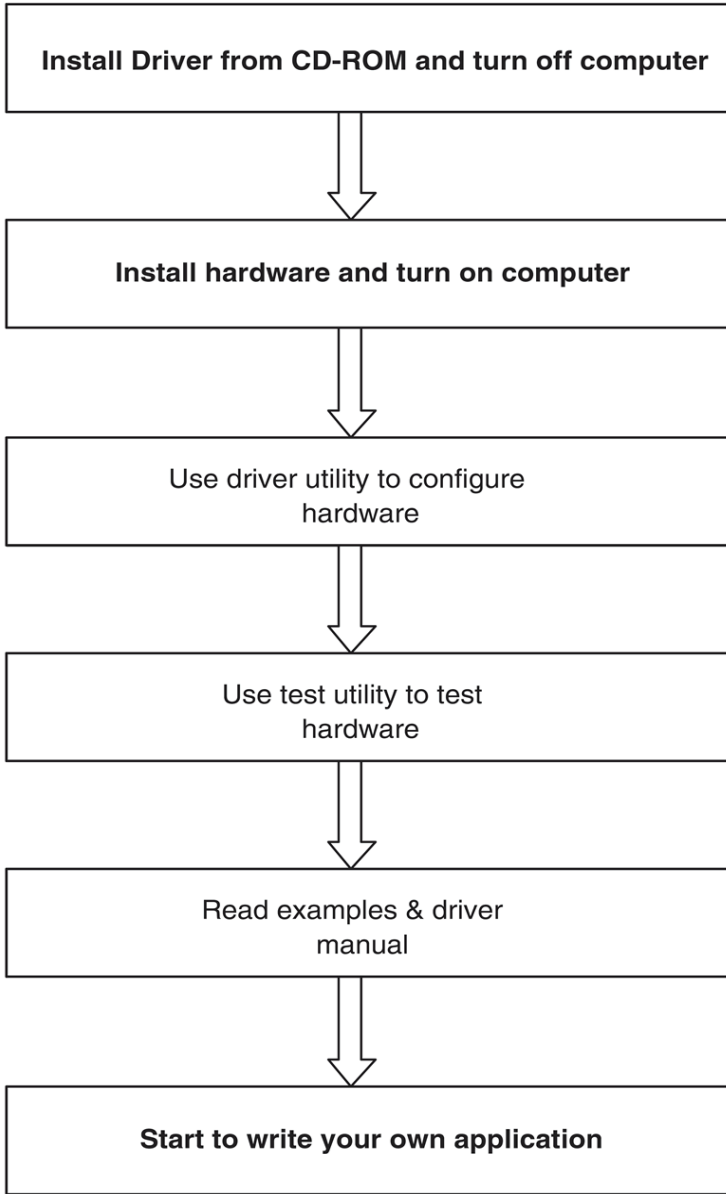 Install Driver from CD-ROM and turn off computer
Install hardware and turn on computer
Use driver utility to configure
hardware
Use test utility to test
hardware
Read examples & driver
manual
Start to write your own application